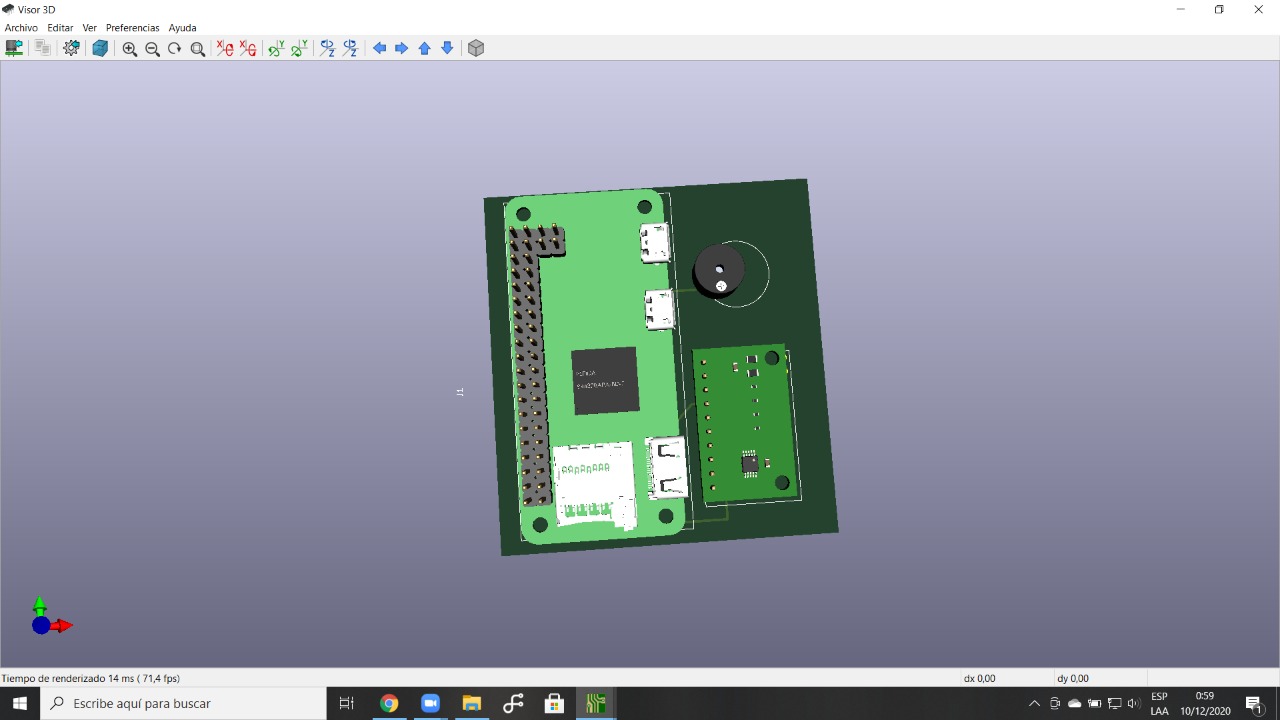 Visor 3D
Archivo Editar Ver Preferencias Ayuda
J1
Tiempo de renderizado 14 ms ( 71,4 fps)
dx 0,00
dy 0,00
Escribe aquí para buscar
ESP
LAA
0:59
10/12/2020
1